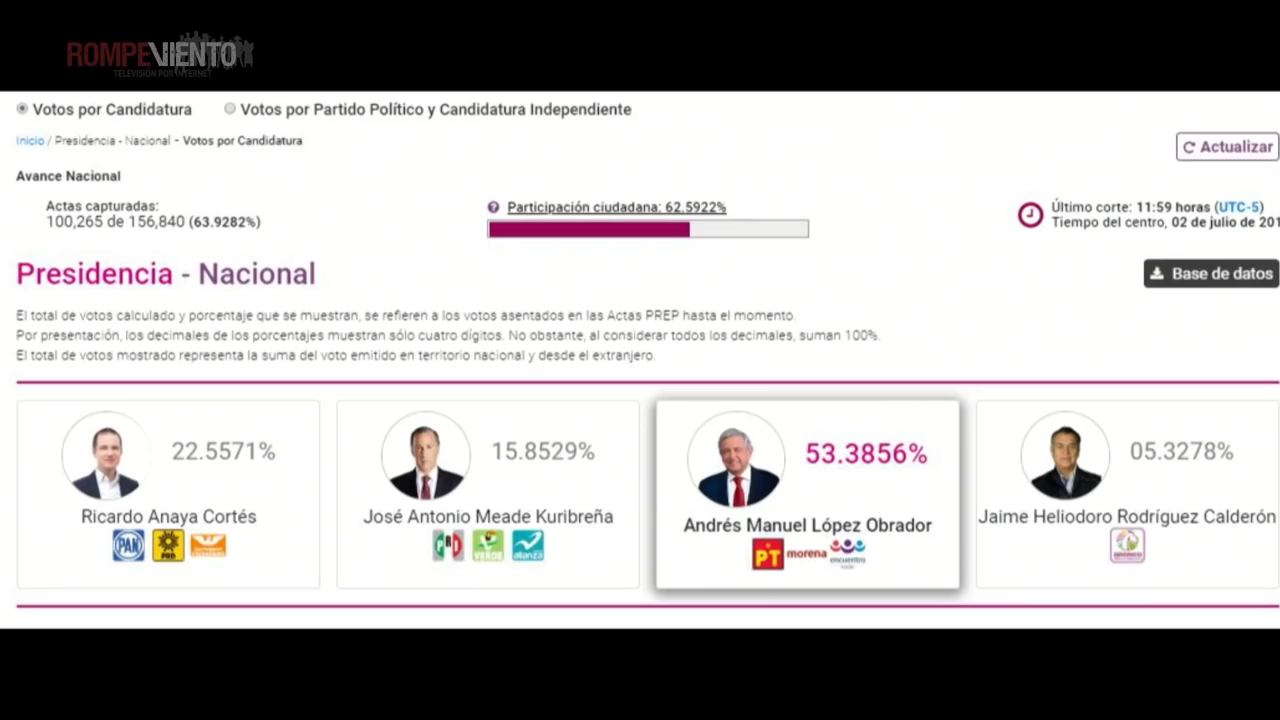 ROMPEVIENTO
TELEVISIÓN POR INTERNET
Votos por Candidatura
Votos por Partido Político y Candidatura Independiente
Inicio / Presidencia - Nacional - Votos por Candidatura
Actualizar
Avance Nacional
Actas capturadas:
100,265 de 156,840 (63.9282%)
Participación ciudadana: 62.5922%
Último corte: 11:59 horas (UTC-5)
Tiempo del centro, 02 de julio de 201
Presidencia - Nacional
Base de datos
El total de votos calculado y porcentaje que se muestran, se refieren a los votos asentados en las Actas PREP hasta el momento.
Por presentación, los decimales de los porcentajes muestran sólo cuatro dígitos. No obstante, al considerar todos los decimales, suman 100%.
El total de votos mostrado representa la suma del voto emitido en territorio nacional y desde el extranjero.
22.5571%
Ricardo Anaya Cortés
PAN PRD
15.8529%
José Antonio Meade Kuribreña
PRD VERDE alianza
53.3856%
Andrés Manuel López Obrador
PT morena encuentro
05.3278%
Jaime Heliodoro Rodríguez Calderón